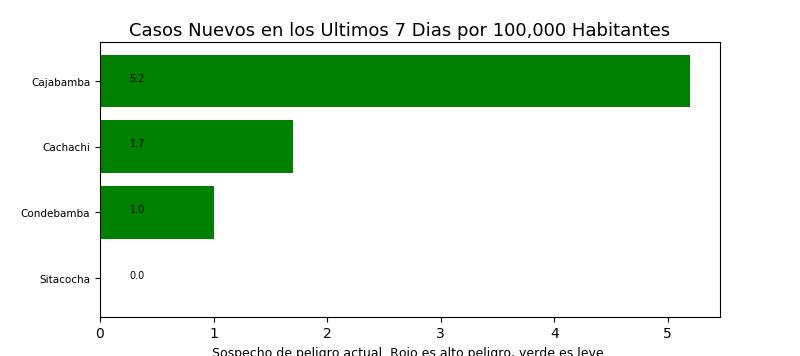 Casos Nuevos en los Ultimos 7 Dias por 100,000 Habitantes
Cajabamba 5.2
Cachachi 1.7
Condebamba 1.0
Sitacocha 0.0
0 1 2 3 4 5
Sospecho de peligro actual. Rojo es alto peligro, verde es leve